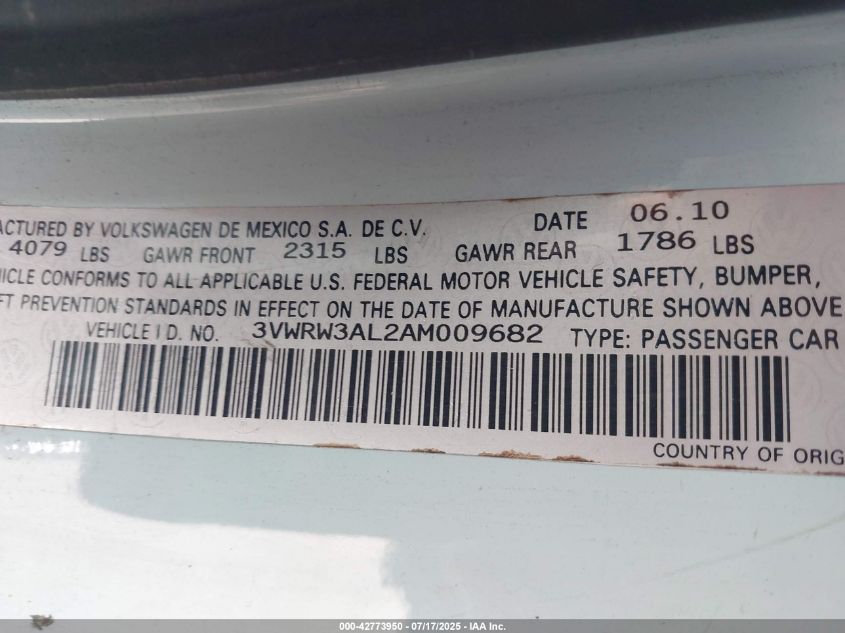 ACTURED BY VOLKSWAGEN DE MEXICO S.A. DE C.V. DATE 06.10
4079 LBS GAWR FRONT 2315 LBS GAWR REAR 1786 LBS
HICLE CONFORMS TO ALL APPLICABLE U.S. FEDERAL MOTOR VEHICLE SAFETY, BUMPER,
FT PREVENTION STANDARDS IN EFFECT ON THE DATE OF MANUFACTURE SHOWN ABOVE
VEHICLE I D. NO. 3VWRW3AL2AM009682 TYPE: PASSENGER CAR
COUNTRY OF ORIG
000-42773950 - 07/17/2025 - IAA Inc.